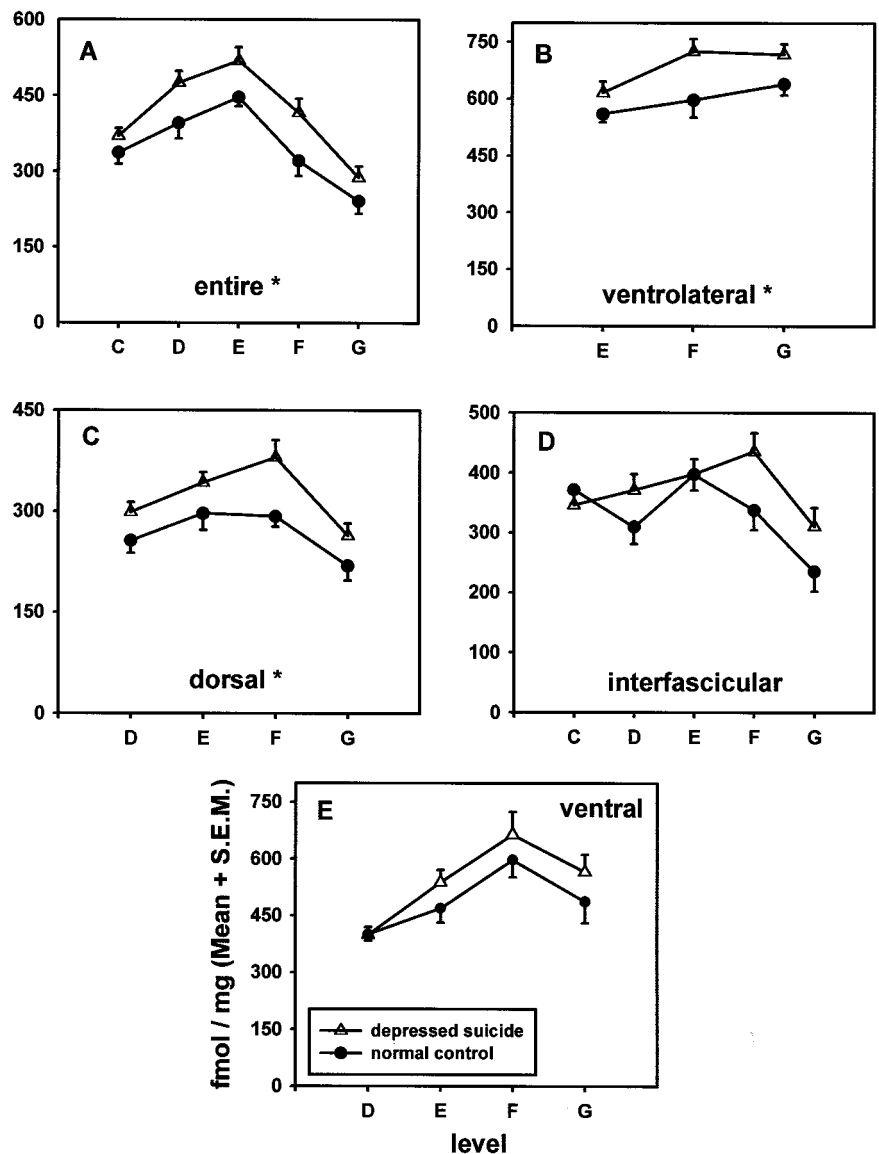 A
600
450
300
150
0
entire *
C D E F G
B
750
600
450
300
150
0
ventrolateral *
E F G
C
450
300
150
0
dorsal *
D E F G
D
500
400
300
200
100
0
interfascicular
C D E F G
E
ventral
fmol / mg (Mean + S.E.M.)
750
600
450
300
150
0
depressed suicide
normal control
D E F G
level